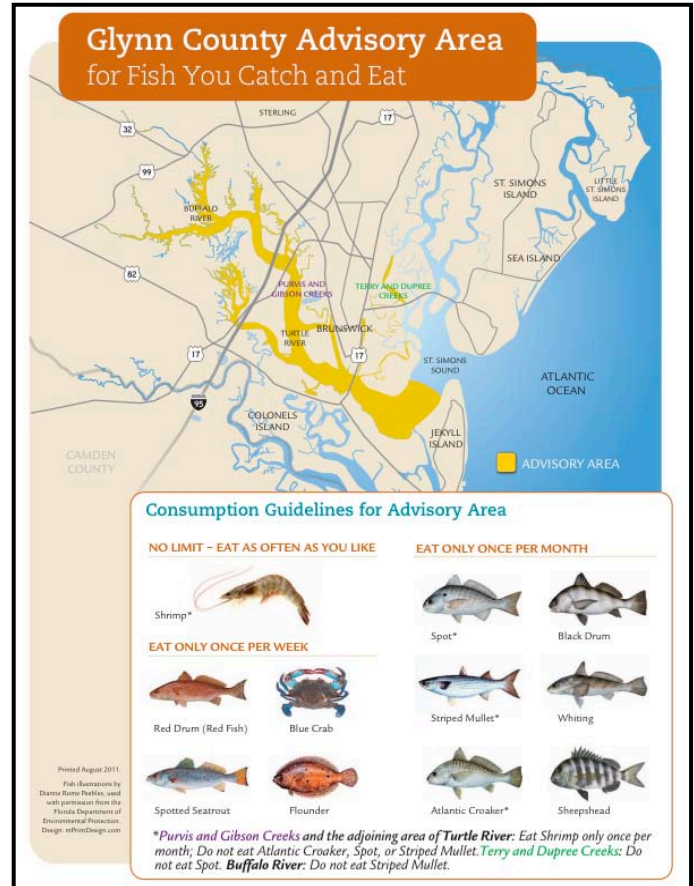 Glynn County Advisory Area
for Fish You Catch and Eat
STERLING
17
32
99
ST. SIMONS
ISLAND
LITTLE
ST. SIMONS
ISLAND
BUFFALO
RIVER
SEA ISLAND
82
PURVIS AND
GIBSON CREEKS
TERRY AND DUPREE
CREEKS
TURTLE
RIVER
BRUNSWICK
17
17
ST. SIMONS
SOUND
ATLANTIC
OCEAN
95
COLONELS
ISLAND
JEKYLL
ISLAND
CAMDEN
COUNTY
ADVISORY AREA
Consumption Guidelines for Advisory Area
NO LIMIT – EAT AS OFTEN AS YOU LIKE
Shrimp*
EAT ONLY ONCE PER WEEK
Red Drum (Red Fish)
Blue Crab
Spotted Seatrout
Flounder
EAT ONLY ONCE PER MONTH
Spot*
Black Drum
Striped Mullet*
Whiting
Atlantic Croaker*
Sheepshead
Printed August 2011.
Fish illustrations by
Dianne Rome Peebles, used
with permission from the
Florida Department of
Environmental Protection.
Design: mPrintDesign.com
*Purvis and Gibson Creeks and the adjoining area of Turtle River: Eat Shrimp only once per
month; Do not eat Atlantic Croaker, Spot, or Striped Mullet.Terry and Dupree Creeks: Do
not eat Spot. Buffalo River: Do not eat Striped Mullet.